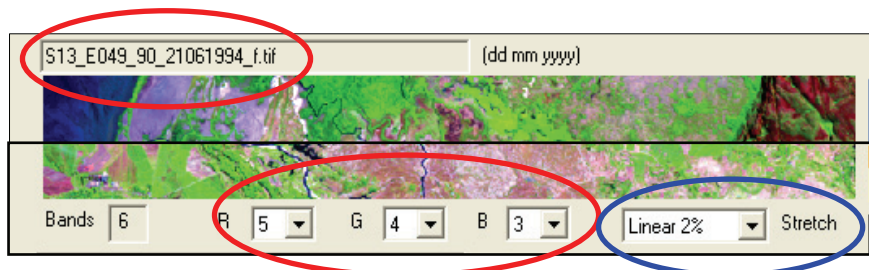 S13_E049_90_21061994_f.tif (dd mm yyyy)
Bands 6 R 5 G 4 B 3 Linear 2% Stretch